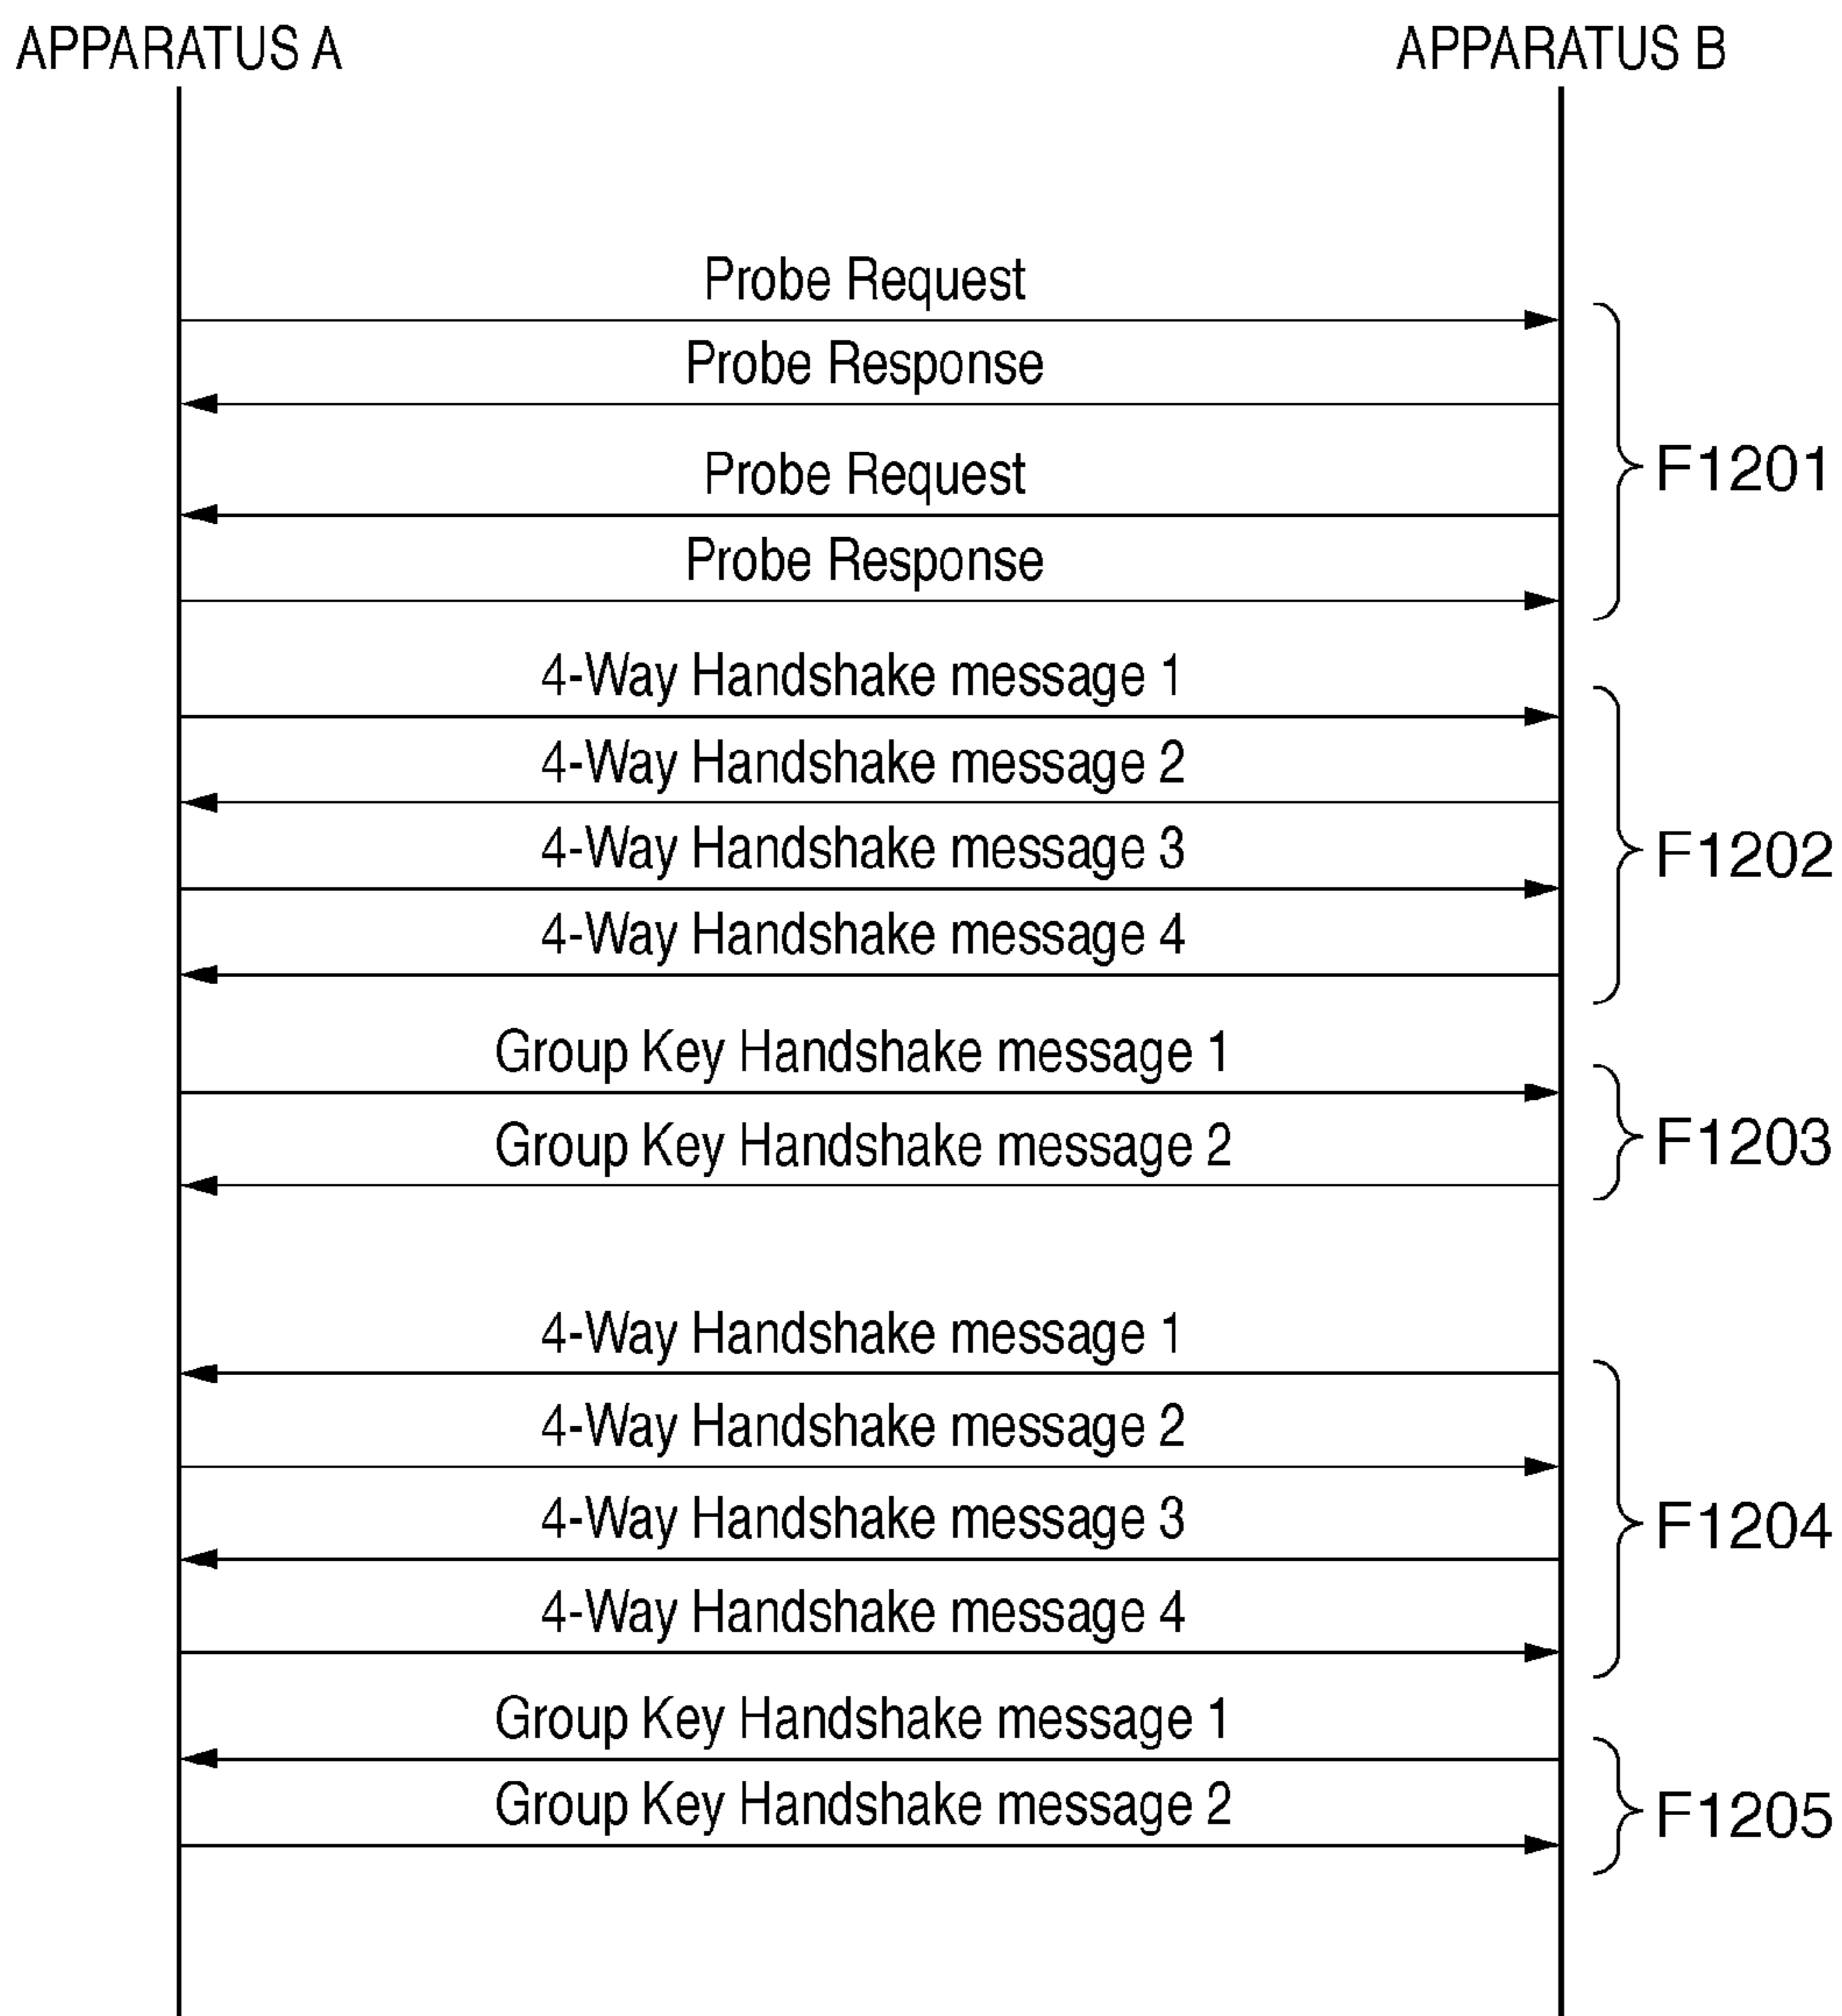 APPARATUS A
APPARATUS B
Probe Request
Probe Response
Probe Request
Probe Response
F1201
4-Way Handshake message 1
4-Way Handshake message 2
4-Way Handshake message 3
4-Way Handshake message 4
F1202
Group Key Handshake message 1
Group Key Handshake message 2
F1203
4-Way Handshake message 1
4-Way Handshake message 2
4-Way Handshake message 3
4-Way Handshake message 4
F1204
Group Key Handshake message 1
Group Key Handshake message 2
F1205